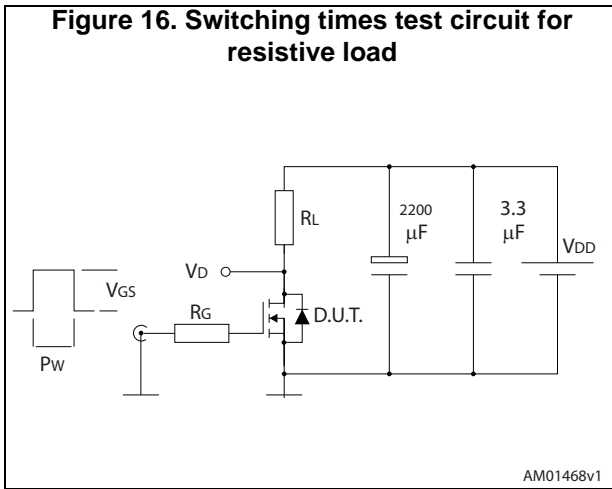 Figure 16. Switching times test circuit for
resistive load
RL
2200
μF
3.3
μF
VDD
VD
VGS
RG
D.U.T.
PW
AM01468v1